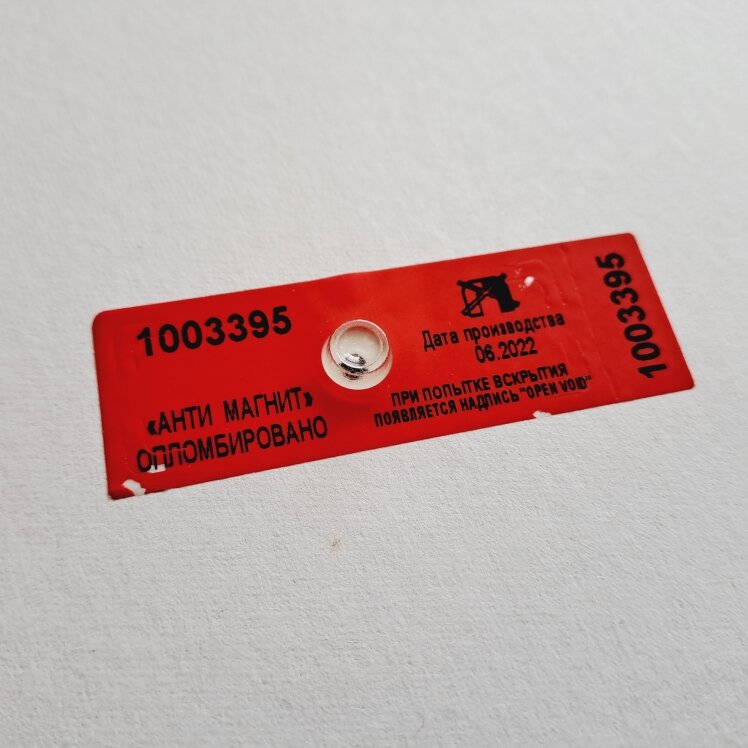 1003395
«АНТИ МАГНИТ»
ОПЛОМБИРОВАНО
Дата производства
06.2022
ПРИ ПОПЫТКЕ ВСКРЫТИЯ
ПОЯВЛЯЕТСЯ НАДПИСЬ "OPEN VOID"
1003395